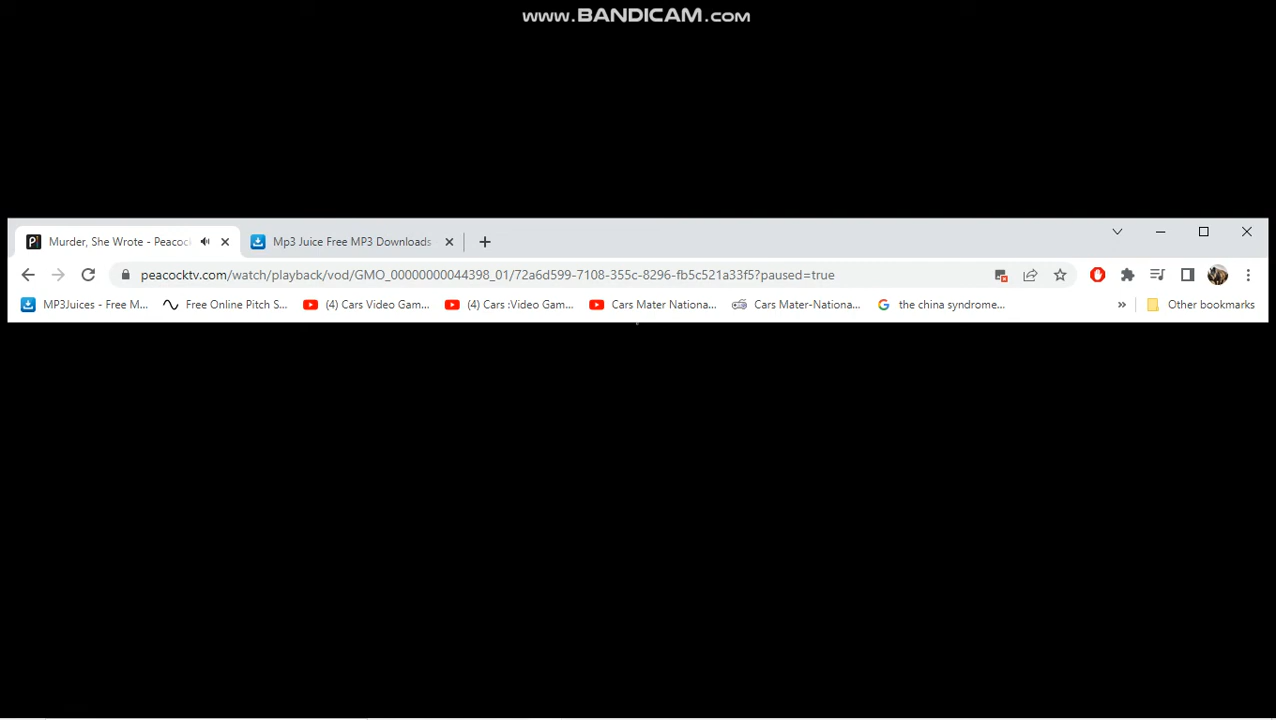 www.BANDICAM.com
Murder, She Wrote - Peacock Mp3 Juice Free MP3 Downloads
peacocktv.com/watch/playback/vod/GMO_00000000044398_01/72a6d599-7108-355c-8296-fb5c521a33f5?paused=true
MP3Juices - Free M... Free Online Pitch S... (4) Cars Video Gam... (4) Cars :Video Gam... Cars Mater Nationa... Cars Mater-Nationa... the china syndrome... » Other bookmarks